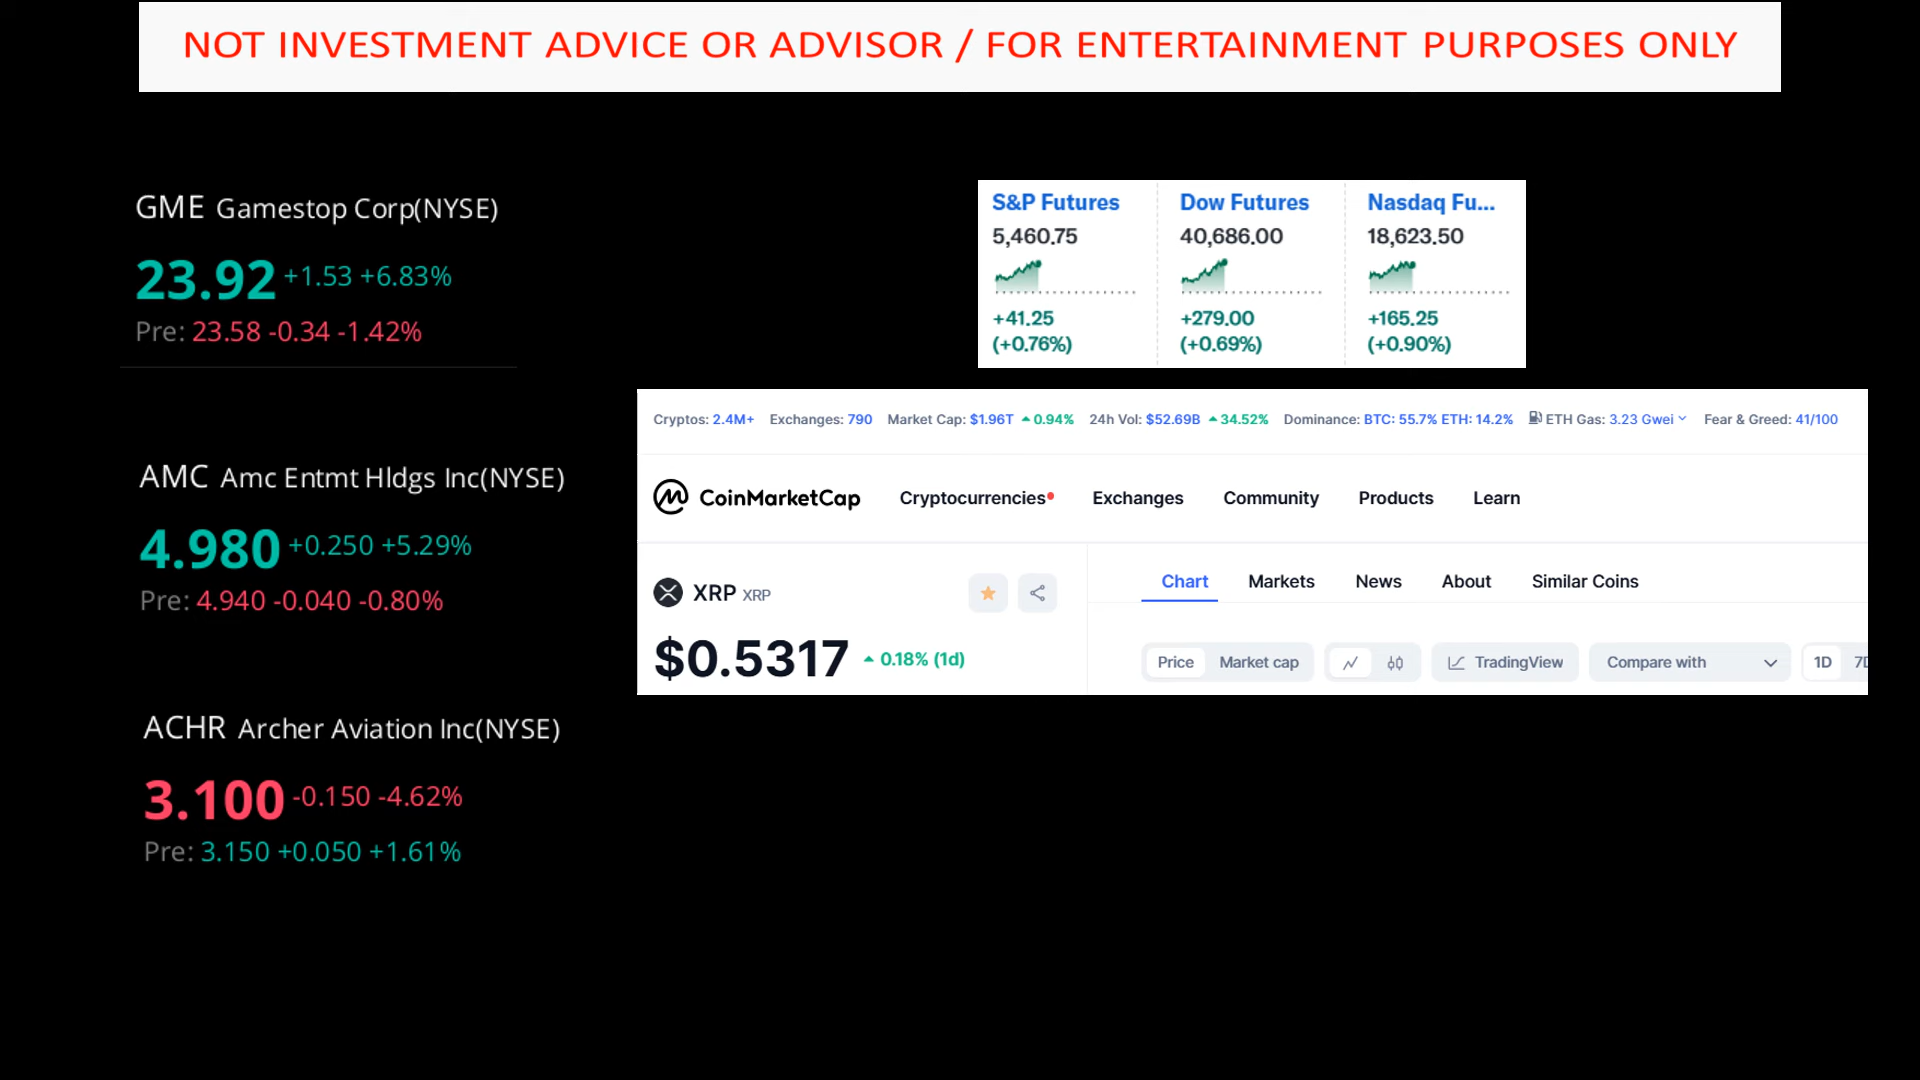 NOT INVESTMENT ADVICE OR ADVISOR / FOR ENTERTAINMENT PURPOSES ONLY
GME Gamestop Corp(NYSE)
23.92 +1.53 +6.83%
Pre: 23.58 -0.34 -1.42%
AMC Amc Entmt Hldgs Inc(NYSE)
4.980 +0.250 +5.29%
Pre: 4.940 -0.040 -0.80%
ACHR Archer Aviation Inc(NYSE)
3.100 -0.150 -4.62%
Pre: 3.150 +0.050 +1.61%
S&P Futures
5,460.75
+41.25
(+0.76%)
Dow Futures
40,686.00
+279.00
(+0.69%)
Nasdaq Fu...
18,623.50
+165.25
(+0.90%)
Cryptos: 2.4M+ Exchanges: 790 Market Cap: $1.96T 0.94% 24h Vol: $52.69B 34.52% Dominance: BTC: 55.7% ETH: 14.2% ETH Gas: 3.23 Gwei Fear & Greed: 41/100
CoinMarketCap Cryptocurrencies Exchanges Community Products Learn
XRP XRP
$0.5317 0.18% (1d)
Chart Markets News About Similar Coins
Price Market cap TradingView Compare with 1D 7D